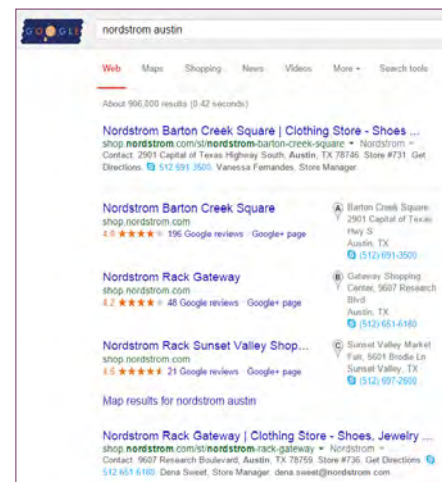 GOOGLE
nordstrom austin
Web Maps Shopping News Videos More Search tools
About 906,000 results (0.42 seconds)
Nordstrom Barton Creek Square | Clothing Store - Shoes ...
shop.nordstrom.com/st/nordstrom-barton-creek-square Nordstrom
Contact. 2901 Capital of Texas Highway South, Austin, TX 78746. Store #731. Get
Directions. 512 691 3500. Vanessa Fernandes, Store Manager.
Nordstrom Barton Creek Square
shop.nordstrom.com
4.0 ★★★★★ 196 Google reviews · Google+ page
A Barton Creek Square
2901 Capital of Texas
Hwy S
Austin, TX
(512) 691-3500
Nordstrom Rack Gateway
shop.nordstrom.com
4.2 ★★★★★ 48 Google reviews · Google+ page
B Gateway Shopping
Center, 9607 Research
Blvd
Austin, TX
(512) 651-6180
Nordstrom Rack Sunset Valley Shop...
shop.nordstrom.com
4.6 ★★★★★ 21 Google reviews · Google+ page
C Sunset Valley Market
Fair, 5601 Brodie Ln
Sunset Valley, TX
(512) 697-2600
Map results for nordstrom austin
Nordstrom Rack Gateway | Clothing Store - Shoes, Jewelry ...
shop.nordstrom.com/st/nordstrom-rack-gateway Nordstrom
Contact. 9607 Research Boulevard, Austin, TX 78759. Store #736. Get Directions.
512 651 6180. Dena Sweet, Store Manager. dena.sweet@nordstrom.com.